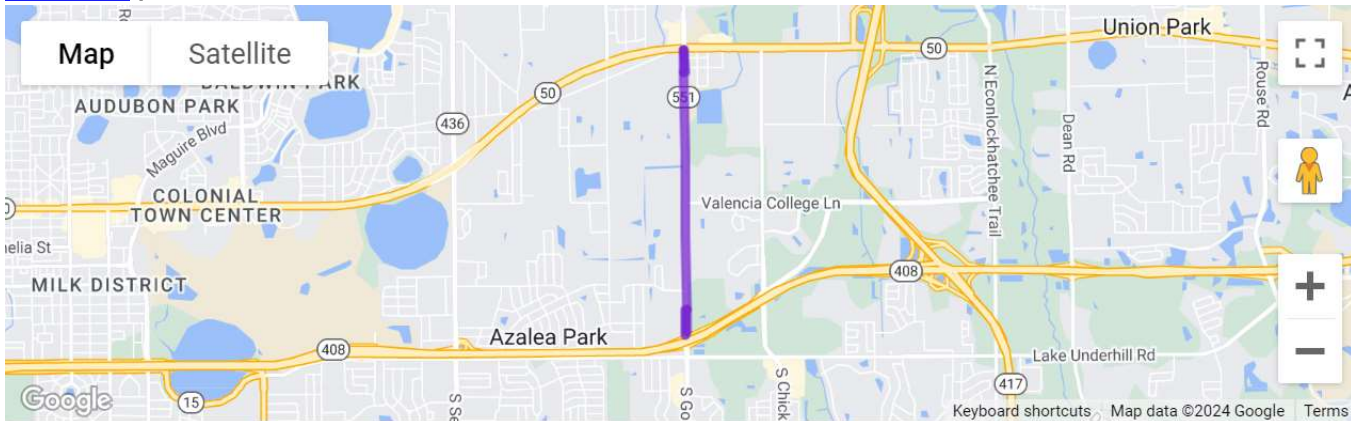 Map
Satellite
Union Park
50
BALDWIN PARK
AUDUBON PARK
551
50
436
Maguire Blvd
N Econlockhatchee Trail
Dean Rd
Rouse Rd
COLONIAL
TOWN CENTER
Valencia College Ln
MILK DISTRICT
408
Azalea Park
408
Lake Underhill Rd
417
15
S Chick
S Go
S Se
Google
Keyboard shortcuts
Map data ©2024 Google
Terms